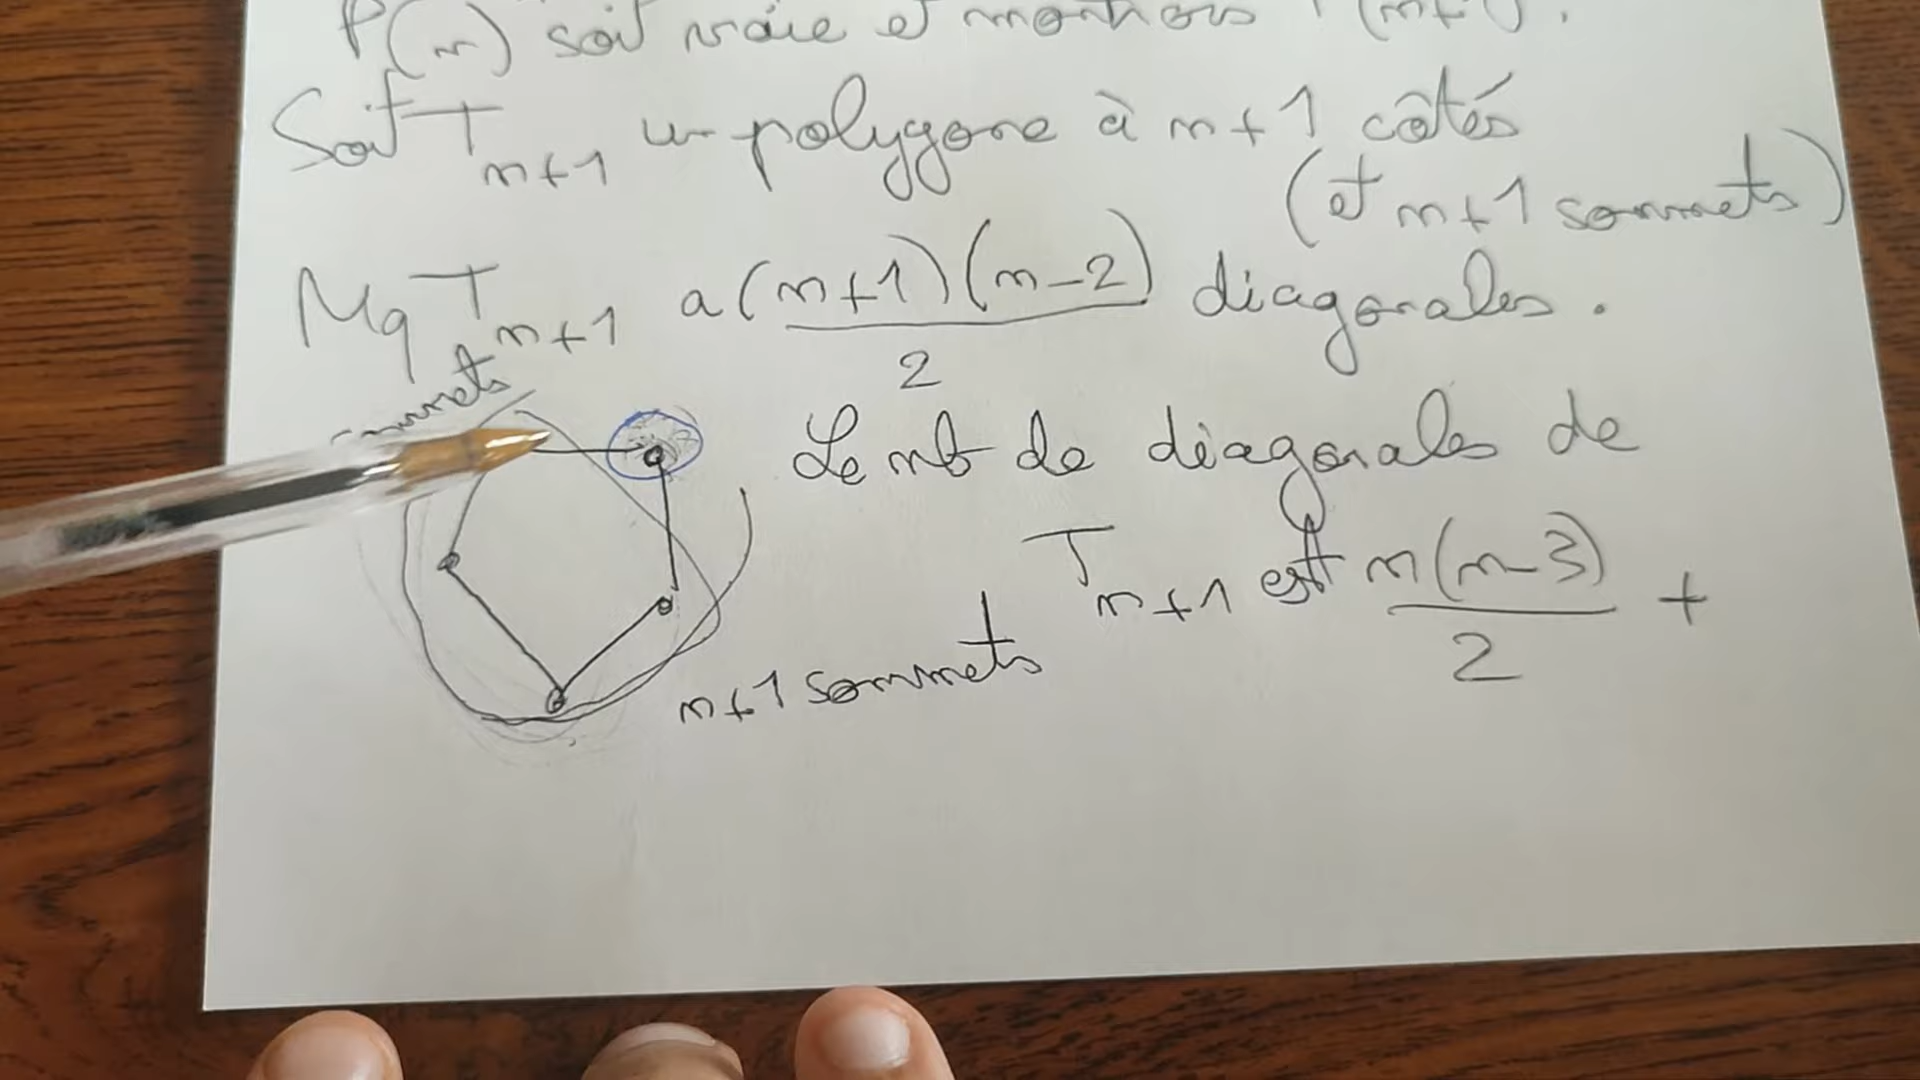 P(n) soit vraie et montrons P(n+1).
Soit T_{n+1} un polygone à n+1 côtés
(et n+1 sommets)
Mq T_{n+1} a (n+1)(n-2)/2 diagonales.
sommets
Le nb de diagonales de
T_{n+1} est n(n-3)/2 +
n+1 sommets